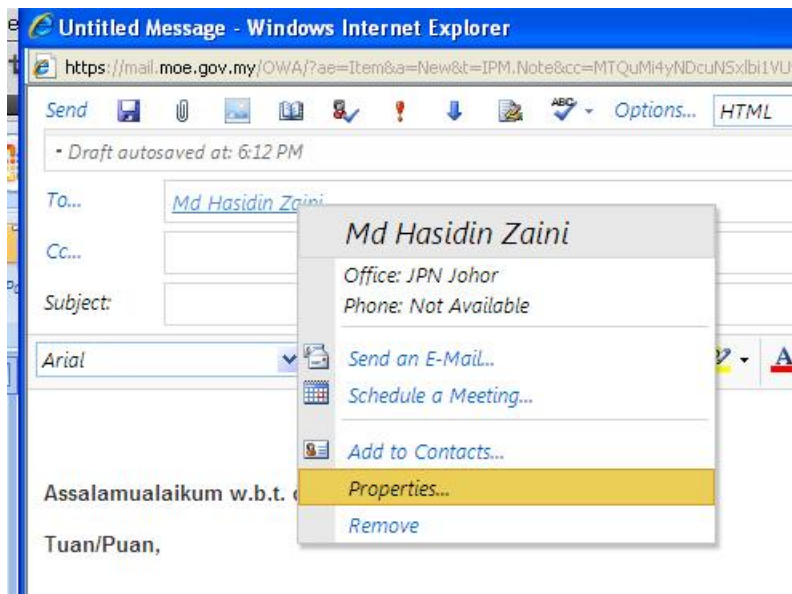 Untitled Message - Windows Internet Explorer
https://mail.moe.gov.my/OWA/?ae=Item&a=New&t=IPM.Note&cc=
Send Options... HTML
• Draft autosaved at: 6:12 PM
To... Md Hasidin Zaini
Md Hasidin Zaini
Cc...
Office: JPN Johor
Subject:
Phone: Not Available
Arial
Send an E-Mail...
Schedule a Meeting...
Add to Contacts...
Assalamualaikum w.b.t.
Properties...
Remove
Tuan/Puan,